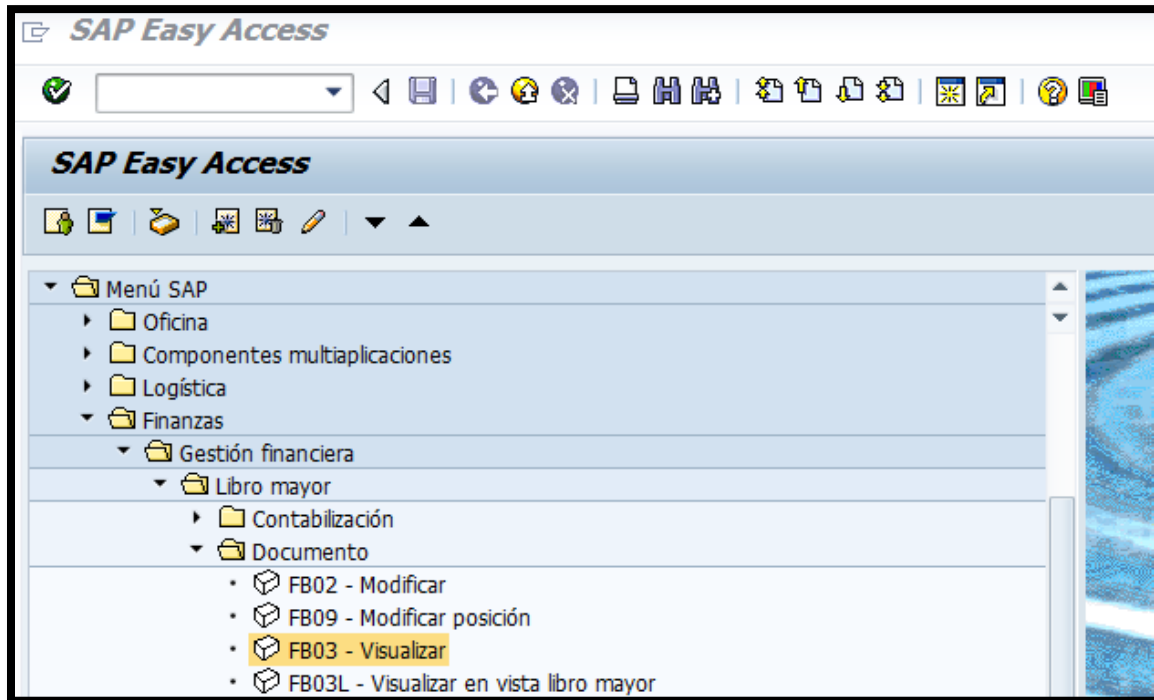 SAP Easy Access
SAP Easy Access
Menú SAP
Oficina
Componentes multiaplicaciones
Logística
Finanzas
Gestión financiera
Libro mayor
Contabilización
Documento
FB02 - Modificar
FB09 - Modificar posición
FB03 - Visualizar
FB03L - Visualizar en vista libro mayor